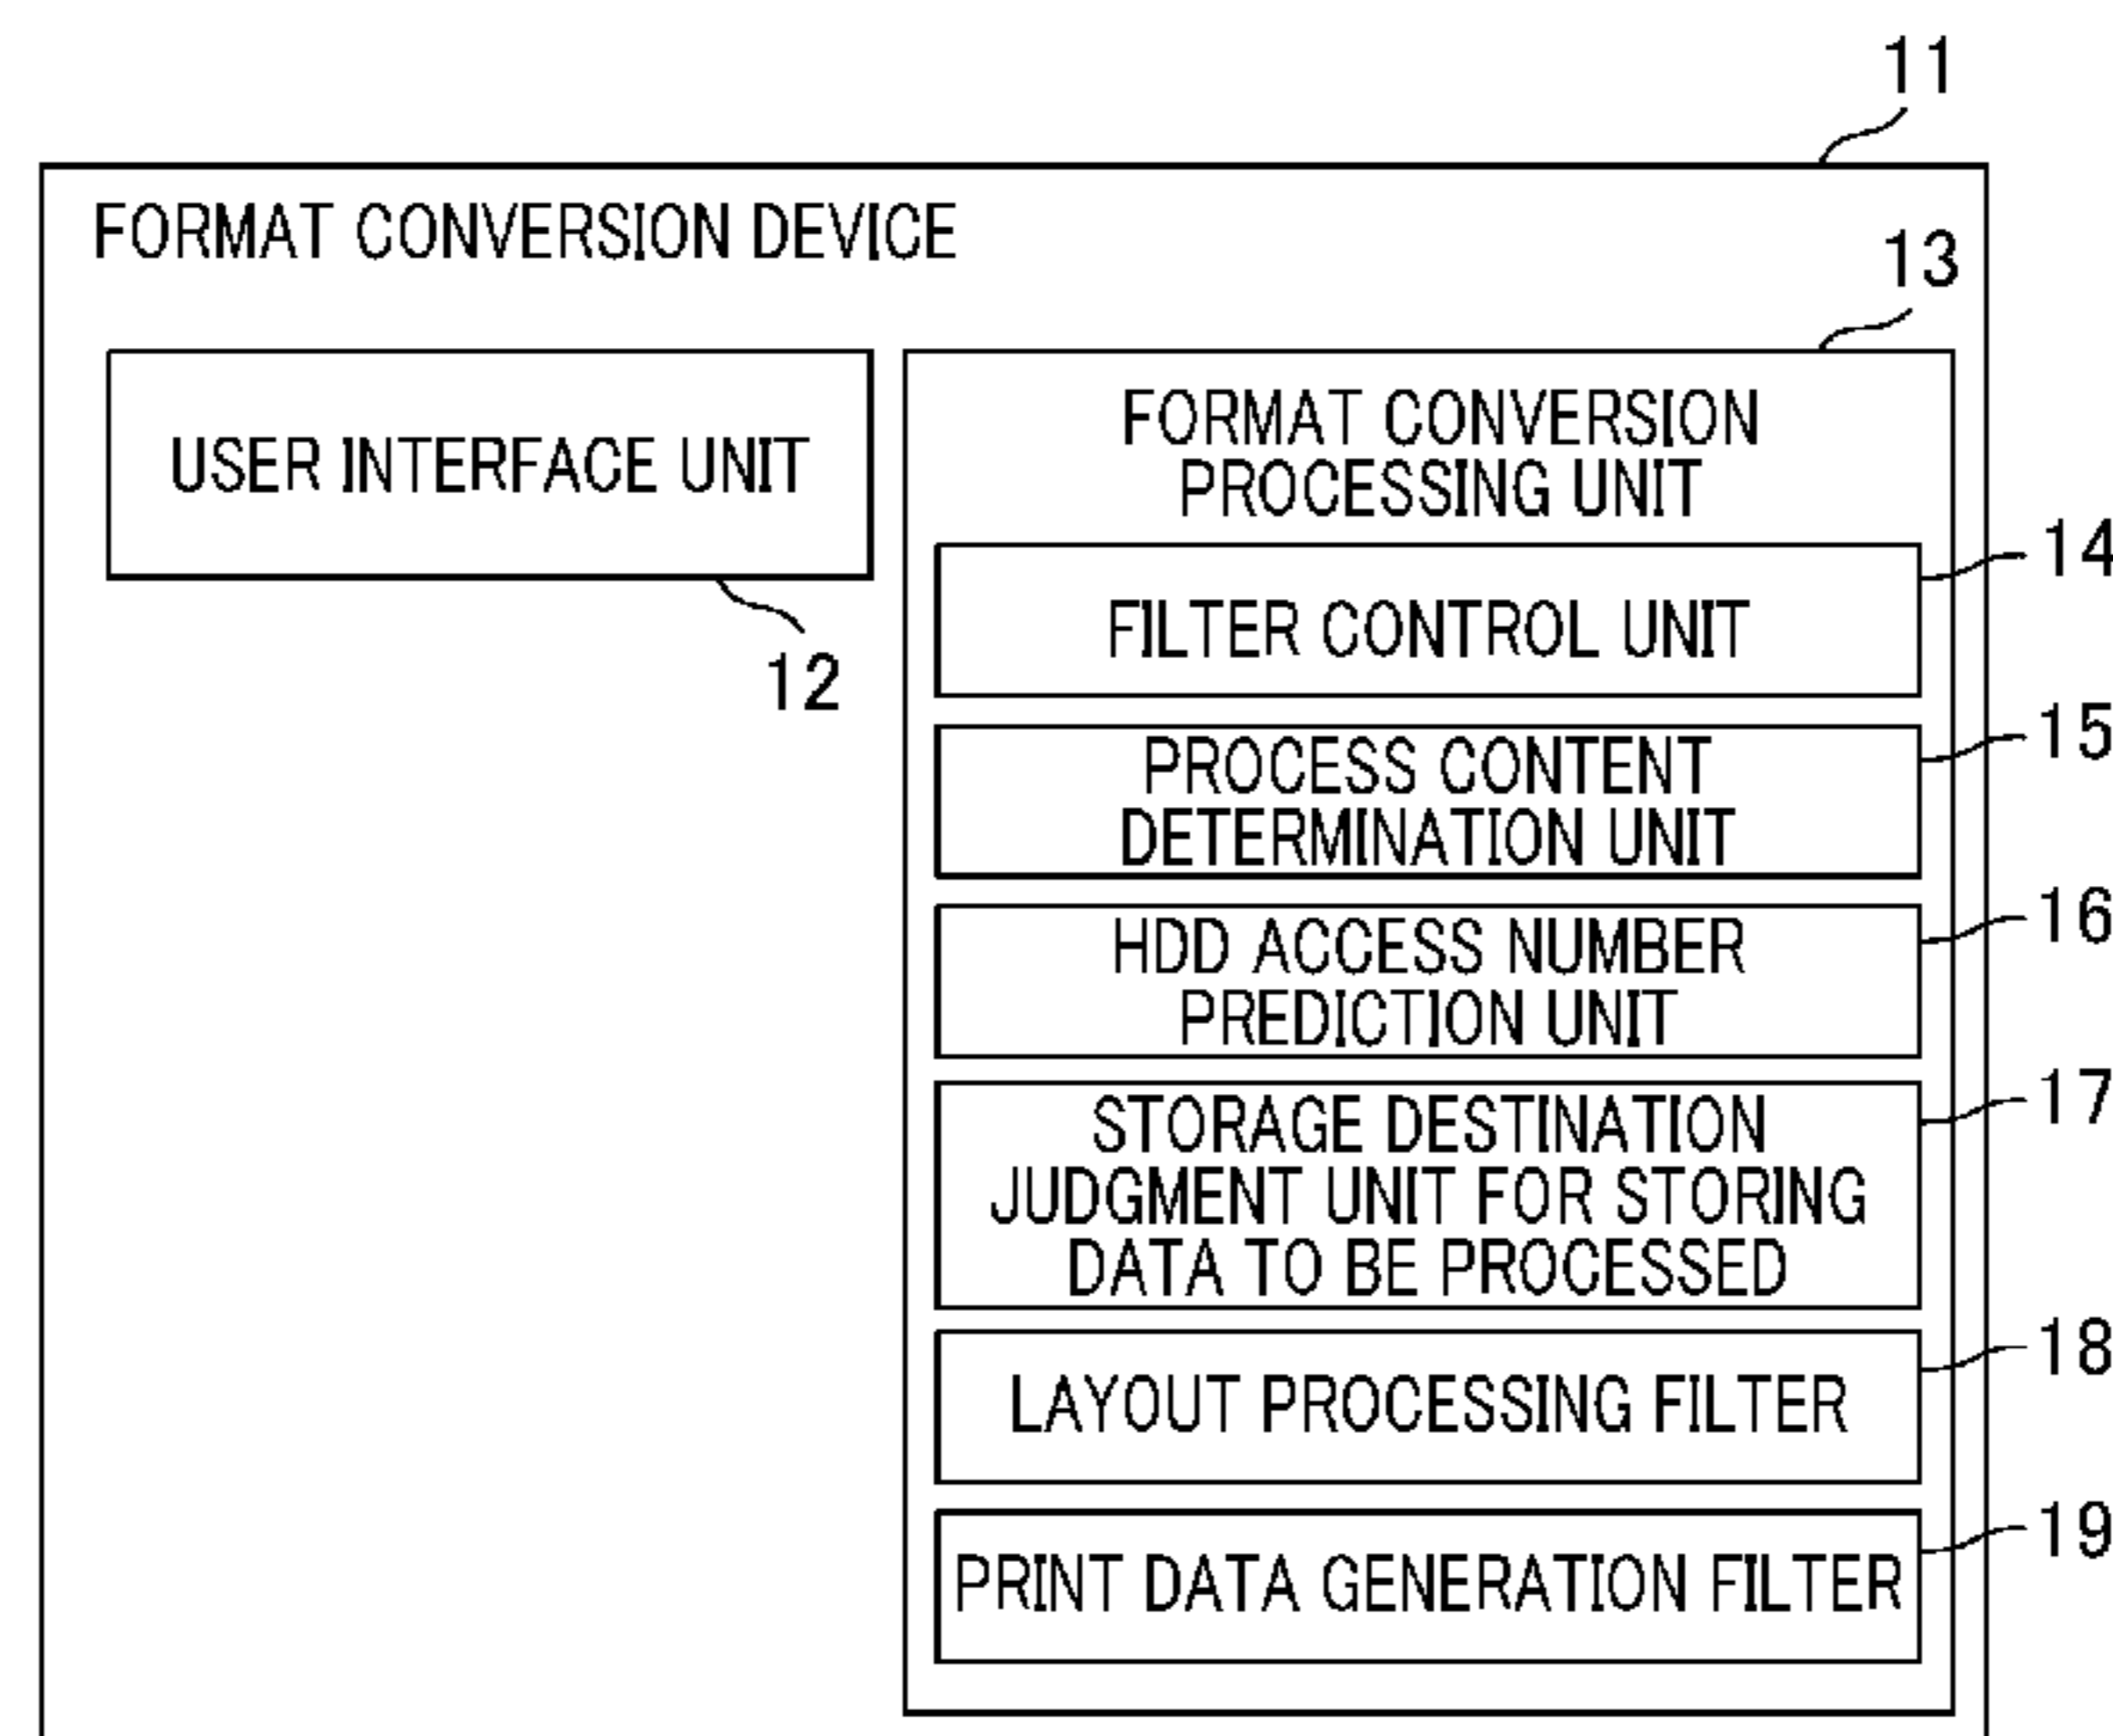 11
FORMAT CONVERSION DEVICE
13
USER INTERFACE UNIT
12
FORMAT CONVERSION
PROCESSING UNIT
14
FILTER CONTROL UNIT
15
PROCESS CONTENT
DETERMINATION UNIT
16
HDD ACCESS NUMBER
PREDICTION UNIT
17
STORAGE DESTINATION
JUDGMENT UNIT FOR STORING
DATA TO BE PROCESSED
18
LAYOUT PROCESSING FILTER
19
PRINT DATA GENERATION FILTER